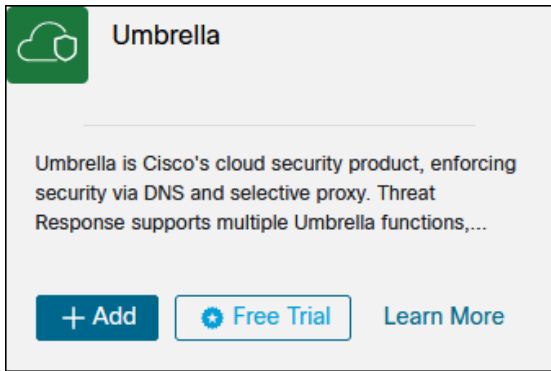 Umbrella
Umbrella is Cisco's cloud security product, enforcing
security via DNS and selective proxy. Threat
Response supports multiple Umbrella functions,...
+ Add
Free Trial
Learn More